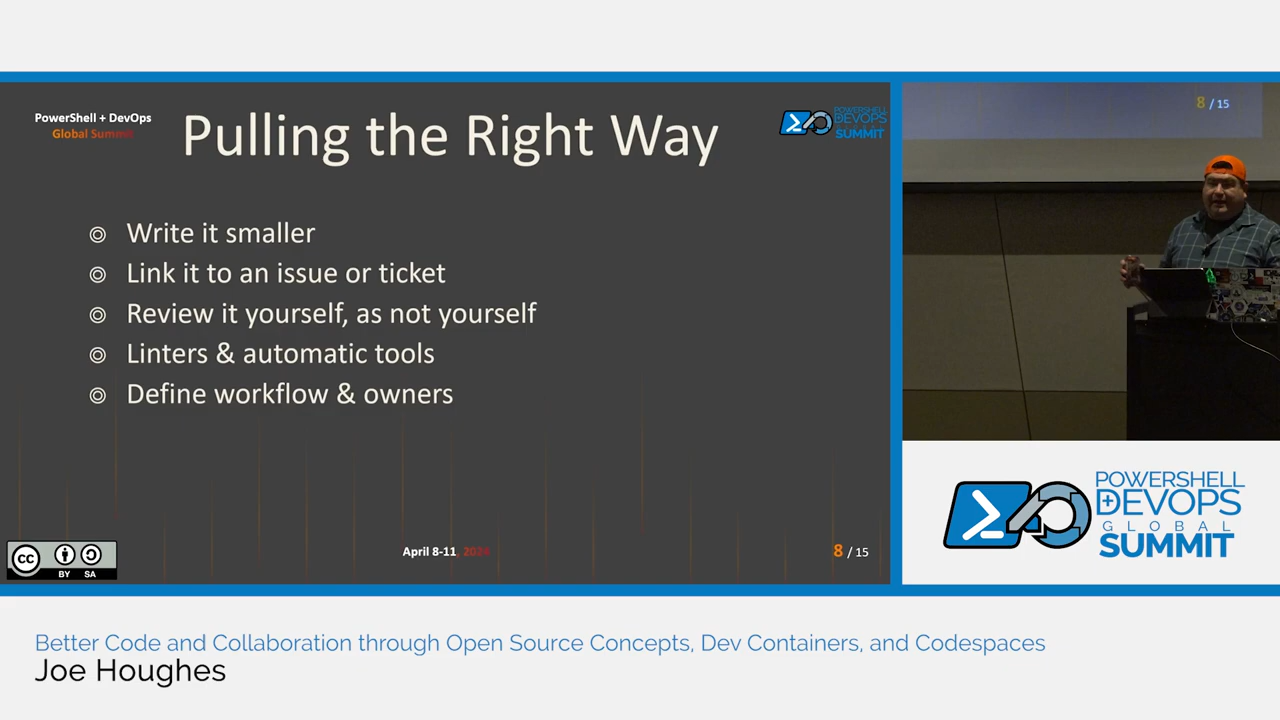 PowerShell + DevOps
Global Summit
Pulling the Right Way
POWERSHELL
DEVOPS
SUMMIT
Write it smaller
Link it to an issue or ticket
Review it yourself, as not yourself
Linters & automatic tools
Define workflow & owners
CC BY SA
April 8-11, 2024
8 / 15
8 / 15
POWERSHELL
+DEVOPS
GLOBAL
SUMMIT
Better Code and Collaboration through Open Source Concepts, Dev Containers, and Codespaces
Joe Houghes